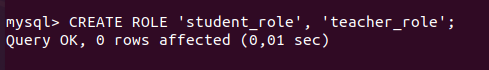 mysql> CREATE ROLE 'student_role', 'teacher_role';
Query OK, 0 rows affected (0,01 sec)